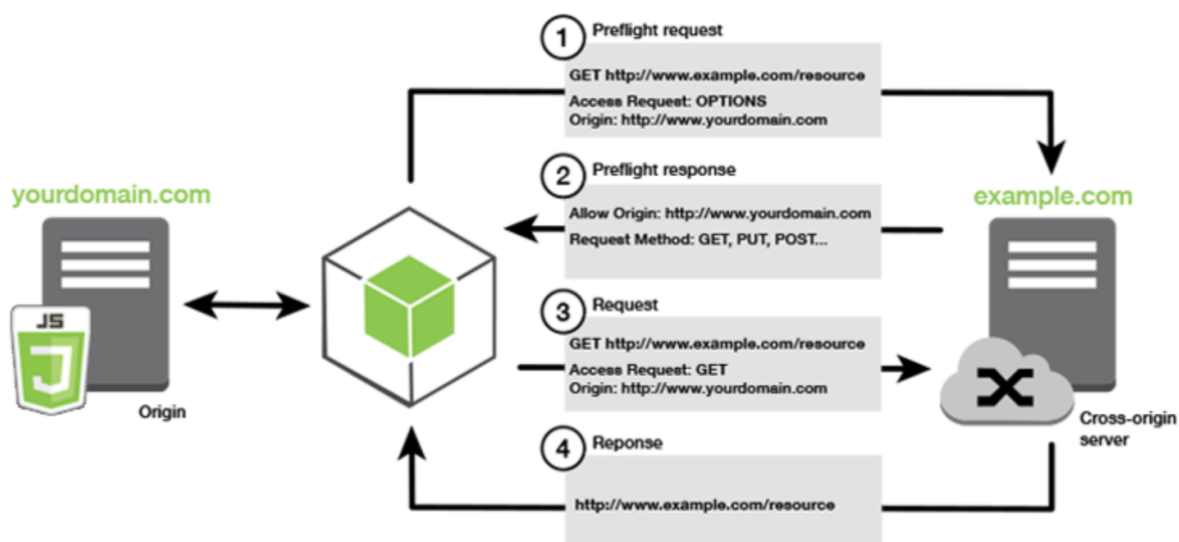 1 Preflight request
GET http://www.example.com/resource
Access Request: OPTIONS
Origin: http://www.yourdomain.com
2 Preflight response
Allow Origin: http://www.yourdomain.com
Request Method: GET, PUT, POST...
yourdomain.com
JS
J
Origin
example.com
3 Request
GET http://www.example.com/resource
Access Request: GET
Origin: http://www.yourdomain.com
Cross-origin
server
4 Reponse
http://www.example.com/resource